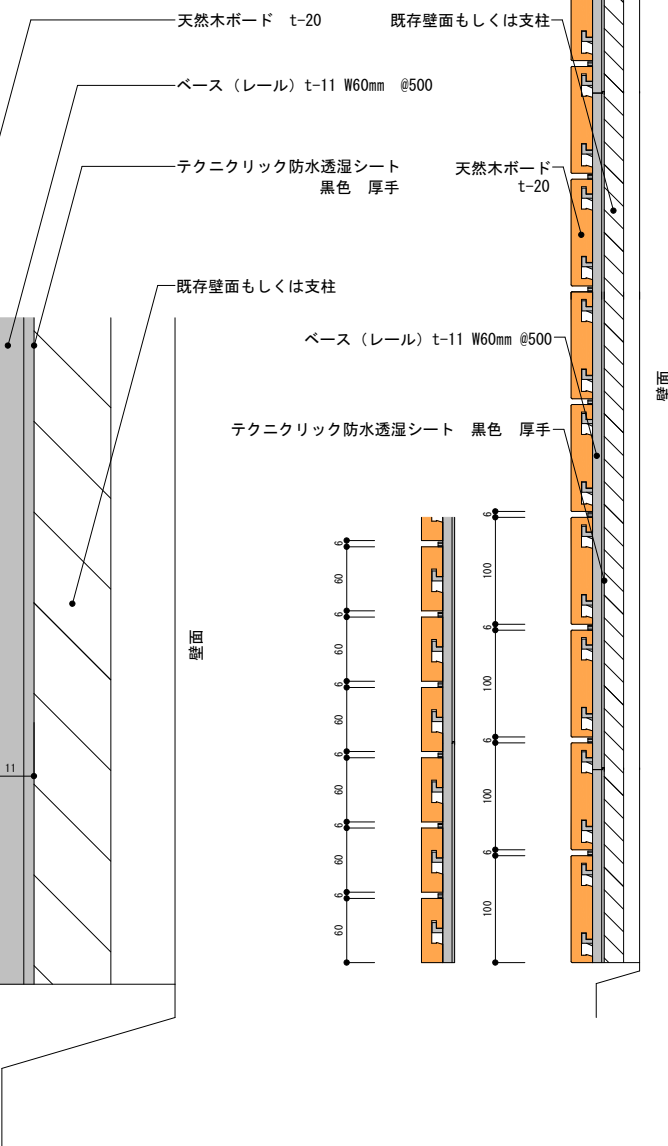 天然木ボード　t-20
ベース（レール）t-11 W60mm　@500
テクニクリック防水透湿シート
黒色　厚手
既存壁面もしくは支柱
壁面
11
既存壁面もしくは支柱
天然木ボード
t-20
ベース（レール）t-11 W60mm @500
テクニクリック防水透湿シート　黒色　厚手
壁面
6
60
6
60
6
60
6
60
6
60
6
60
6
100
6
100
6
100
6
100